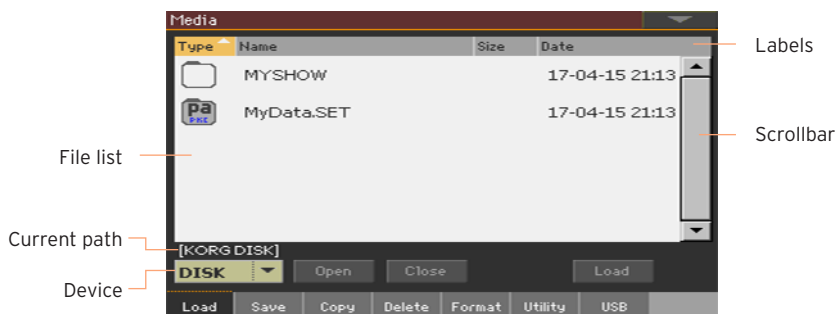 Media
Type Name Size Date
Labels
MYSHOW 17-04-15 21:13
Pa
PKG
MyData.SET 17-04-15 21:13
Scrollbar
File list
Current path
[KORG DISK]
Device
DISK Open Close Load
Load Save Copy Delete Format Utility USB